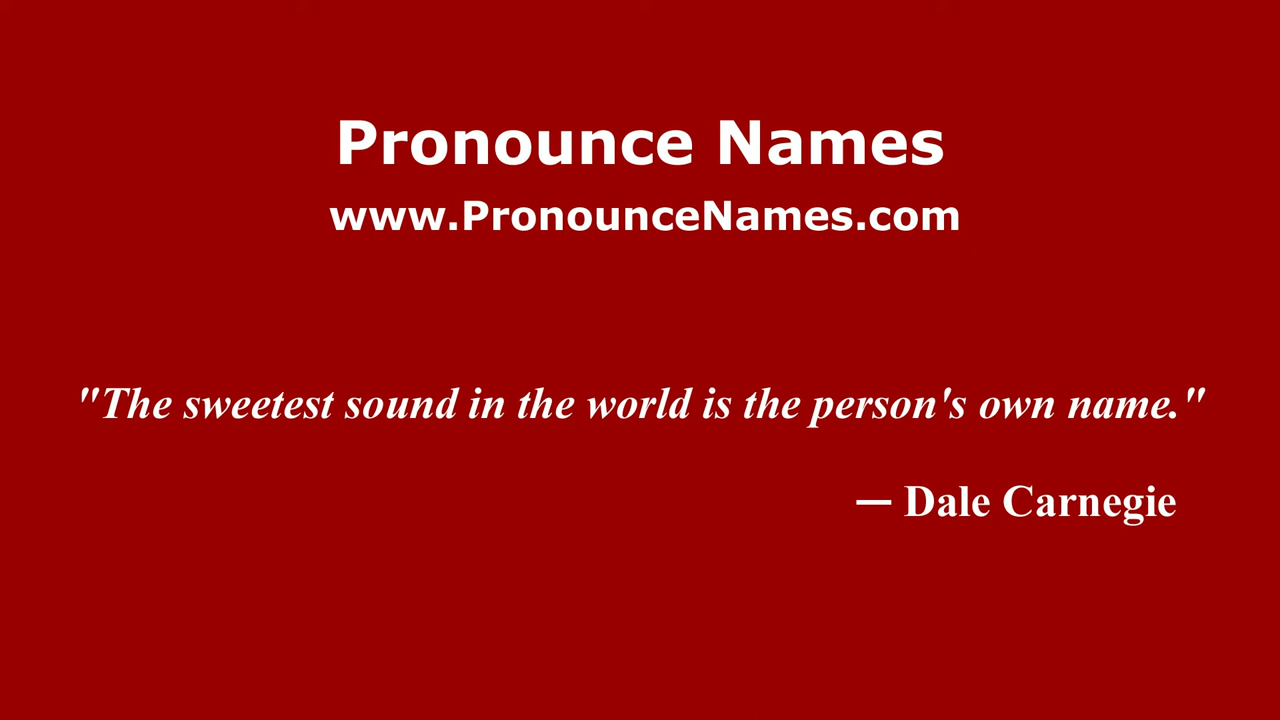 Pronounce Names
www.PronounceNames.com
"The sweetest sound in the world is the person's own name."
— Dale Carnegie